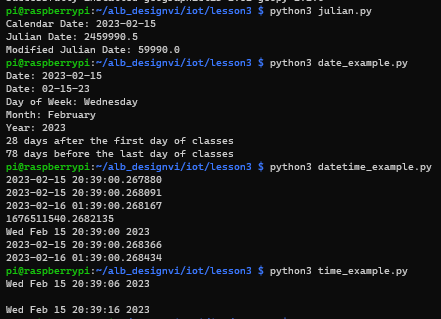 pi@raspberrypi:~/alb_designvi/iot/lesson3 $ python3 julian.py
Calendar Date: 2023-02-15
Julian Date: 2459990.5
Modified Julian Date: 59990.0
pi@raspberrypi:~/alb_designvi/iot/lesson3 $ python3 date_example.py
Date: 2023-02-15
Date: 02-15-23
Day of Week: Wednesday
Month: February
Year: 2023
28 days after the first day of classes
78 days before the last day of classes
pi@raspberrypi:~/alb_designvi/iot/lesson3 $ python3 datetime_example.py
2023-02-15 20:39:00.267880
2023-02-15 20:39:00.268091
2023-02-16 01:39:00.268167
1676511540.2682135
Wed Feb 15 20:39:00 2023
2023-02-15 20:39:00.268366
2023-02-16 01:39:00.268434
pi@raspberrypi:~/alb_designvi/iot/lesson3 $ python3 time_example.py
Wed Feb 15 20:39:06 2023
Wed Feb 15 20:39:16 2023